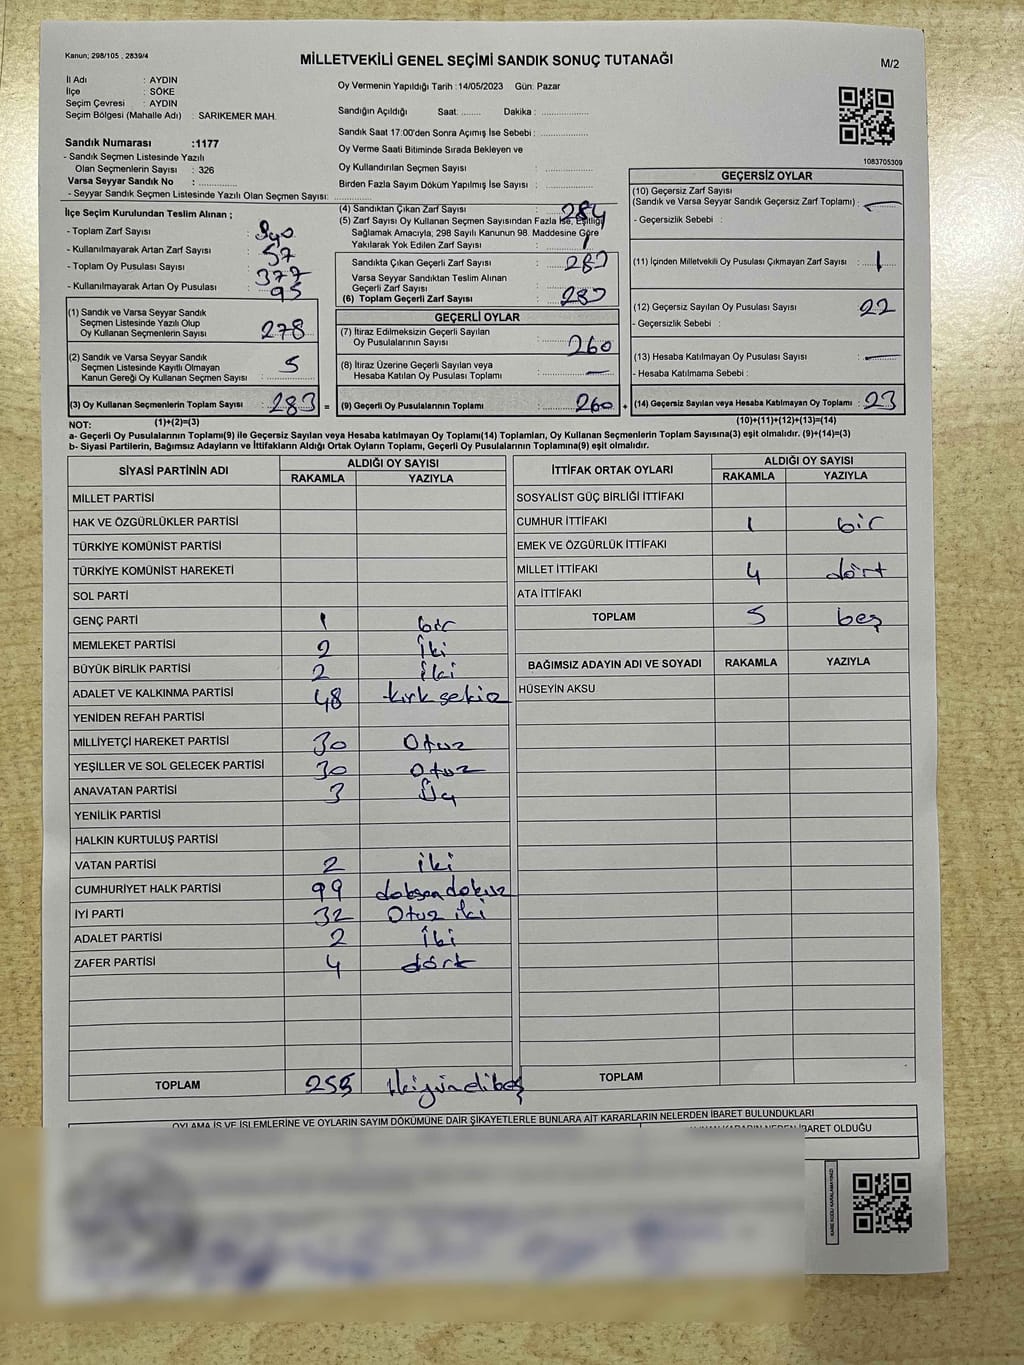 Kanun; 298/105 , 2839/4
MİLLETVEKİLİ GENEL SEÇİMİ SANDIK SONUÇ TUTANAĞI
M/2
İl Adı : AYDIN
İlçe : SÖKE
Seçim Çevresi : AYDIN
Seçim Bölgesi (Mahalle Adı) : SARIKEMER MAH.
Oy Vermenin Yapıldığı Tarih :14/05/2023 Gün: Pazar
Sandığın Açıldığı Saat: ........ Dakika : ..................
Sandık Saat 17:00'den Sonra Açımış İse Sebebi : ..................
Oy Verme Saati Bitiminde Sırada Bekleyen ve
Oy Kullandırılan Seçmen Sayısı ..................
Birden Fazla Sayım Döküm Yapılmış İse Sayısı : ..................
1083705309
Sandık Numarası :1177
- Sandık Seçmen Listesinde Yazılı
Olan Seçmenlerin Sayısı : 326
Varsa Seyyar Sandık No : ..................
- Seyyar Sandık Seçmen Listesinde Yazılı Olan Seçmen Sayısı: ..................
İlçe Seçim Kurulundan Teslim Alınan ;
- Toplam Zarf Sayısı : 340
- Kullanılmayarak Artan Zarf Sayısı : 57
- Toplam Oy Pusulası Sayısı : 377
- Kullanılmayarak Artan Oy Pusulası : 95
(1) Sandık ve Varsa Seyyar Sandık
Seçmen Listesinde Yazılı Olup
Oy Kullanan Seçmenlerin Sayısı : 278
(2) Sandık ve Varsa Seyyar Sandık
Seçmen Listesinde Kayıtlı Olmayan
Kanun Gereği Oy Kullanan Seçmen Sayısı : 5
(3) Oy Kullanan Seçmenlerin Toplam Sayısı : 283 =
(4) Sandıktan Çıkan Zarf Sayısı : 284
(5) Zarf Sayısı Oy Kullanan Seçmen Sayısından Fazla İse, Eşitliği
Sağlamak Amacıyla, 298 Sayılı Kanunun 98. Maddesine Göre
Yakılarak Yok Edilen Zarf Sayısı : 1
Sandıkta Çıkan Geçerli Zarf Sayısı : 283
Varsa Seyyar Sandıktan Teslim Alınan
Geçerli Zarf Sayısı : ..................
(6) Toplam Geçerli Zarf Sayısı : 283
GEÇERLİ OYLAR
(7) İtiraz Edilmeksizin Geçerli Sayılan
Oy Pusulalarının Sayısı : 260
(8) İtiraz Üzerine Geçerli Sayılan veya
Hesaba Katılan Oy Pusulası Toplamı : —
(9) Geçerli Oy Pusulalarının Toplamı : 260 +
GEÇERSİZ OYLAR
(10) Geçersiz Zarf Sayısı
(Sandık ve Varsa Seyyar Sandık Geçersiz Zarf Toplamı) : —
- Geçersizlik Sebebi :
(11) İçinden Milletvekili Oy Pusulası Çıkmayan Zarf Sayısı : 1
(12) Geçersiz Sayılan Oy Pusulası Sayısı : 22
- Geçersizlik Sebebi :
(13) Hesaba Katılmayan Oy Pusulası Sayısı : —
- Hesaba Katılmama Sebebi :
(14) Geçersiz Sayılan veya Hesaba Katılmayan Oy Toplamı : 23
NOT: (1)+(2)=(3) (10)+(11)+(12)+(13)=(14)
a- Geçerli Oy Pusulalarının Toplamı(9) ile Geçersiz Sayılan veya Hesaba katılmayan Oy Toplamı(14) Toplamları, Oy Kullanan Seçmenlerin Toplam Sayısına(3) eşit olmalıdır. (9)+(14)=(3)
b- Siyasi Partilerin, Bağımsız Adayların ve İttifakların Aldığı Ortak Oyların Toplamı, Geçerli Oy Pusulalarının Toplamına(9) eşit olmalıdır.
SİYASİ PARTİNİN ADI ALDIĞI OY SAYISI
RAKAMLA YAZIYLA
MİLLET PARTİSİ
HAK VE ÖZGÜRLÜKLER PARTİSİ
TÜRKİYE KOMÜNİST PARTİSİ
TÜRKİYE KOMÜNİST HAREKETİ
SOL PARTİ
GENÇ PARTİ 1 bir
MEMLEKET PARTİSİ 2 iki
BÜYÜK BİRLİK PARTİSİ 2 iki
ADALET VE KALKINMA PARTİSİ 48 kırk sekiz
YENİDEN REFAH PARTİSİ
MİLLİYETÇİ HAREKET PARTİSİ 30 Otuz
YEŞİLLER VE SOL GELECEK PARTİSİ 30 Otuz
ANAVATAN PARTİSİ 3 Üç
YENİLİK PARTİSİ
HALKIN KURTULUŞ PARTİSİ
VATAN PARTİSİ 2 iki
CUMHURİYET HALK PARTİSİ 99 doksan dokuz
İYİ PARTİ 32 Otuz iki
ADALET PARTİSİ 2 İki
ZAFER PARTİSİ 4 dört
TOPLAM 255 ikiyüzellibeş
İTTİFAK ORTAK OYLARI ALDIĞI OY SAYISI
RAKAMLA YAZIYLA
SOSYALİST GÜÇ BİRLİĞİ İTTİFAKI
CUMHUR İTTİFAKI 1 bir
EMEK VE ÖZGÜRLÜK İTTİFAKI
MİLLET İTTİFAKI 4 dört
ATA İTTİFAKI
TOPLAM 5 beş
BAĞIMSIZ ADAYIN ADI VE SOYADI RAKAMLA YAZIYLA
HÜSEYİN AKSU
TOPLAM
OYLAMA İŞ VE İŞLEMLERİNE VE OYLARIN SAYIM DÖKÜMÜNE DAİR ŞİKAYETLERLE BUNLARA AİT KARARLARIN NELERDEN İBARET BULUNDUKLARI
İBARET OLDUĞU